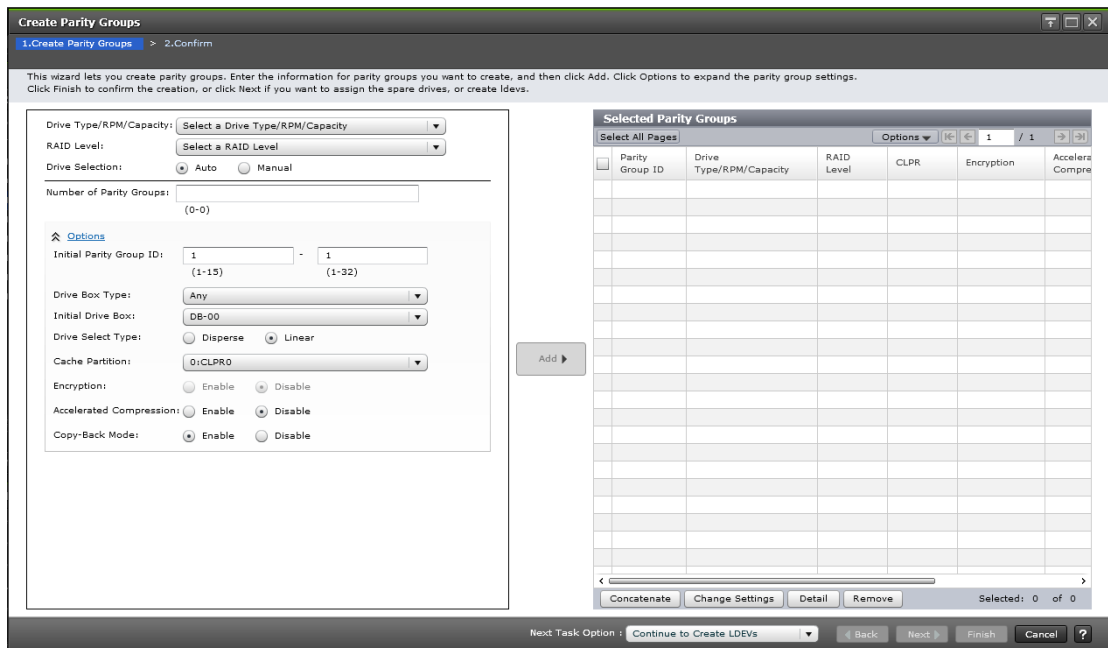 Create Parity Groups
1.Create Parity Groups > 2.Confirm
This wizard lets you create parity groups. Enter the information for parity groups you want to create, and then click Add. Click Options to expand the parity group settings.
Click Finish to confirm the creation, or click Next if you want to assign the spare drives, or create ldevs.
Drive Type/RPM/Capacity: Select a Drive Type/RPM/Capacity
RAID Level: Select a RAID Level
Drive Selection: Auto Manual
Number of Parity Groups:
(0-0)
Options
Initial Parity Group ID: 1 - 1
(1-15) (1-32)
Drive Box Type: Any
Initial Drive Box: DB-00
Drive Select Type: Disperse Linear
Cache Partition: 0:CLPR0
Encryption: Enable Disable
Accelerated Compression: Enable Disable
Copy-Back Mode: Enable Disable
Add
Selected Parity Groups
Select All Pages Options 1 / 1
Parity Drive RAID CLPR Encryption Accelera
Group ID Type/RPM/Capacity Level Compre
Concatenate Change Settings Detail Remove Selected: 0 of 0
Next Task Option : Continue to Create LDEVs Back Next Finish Cancel ?